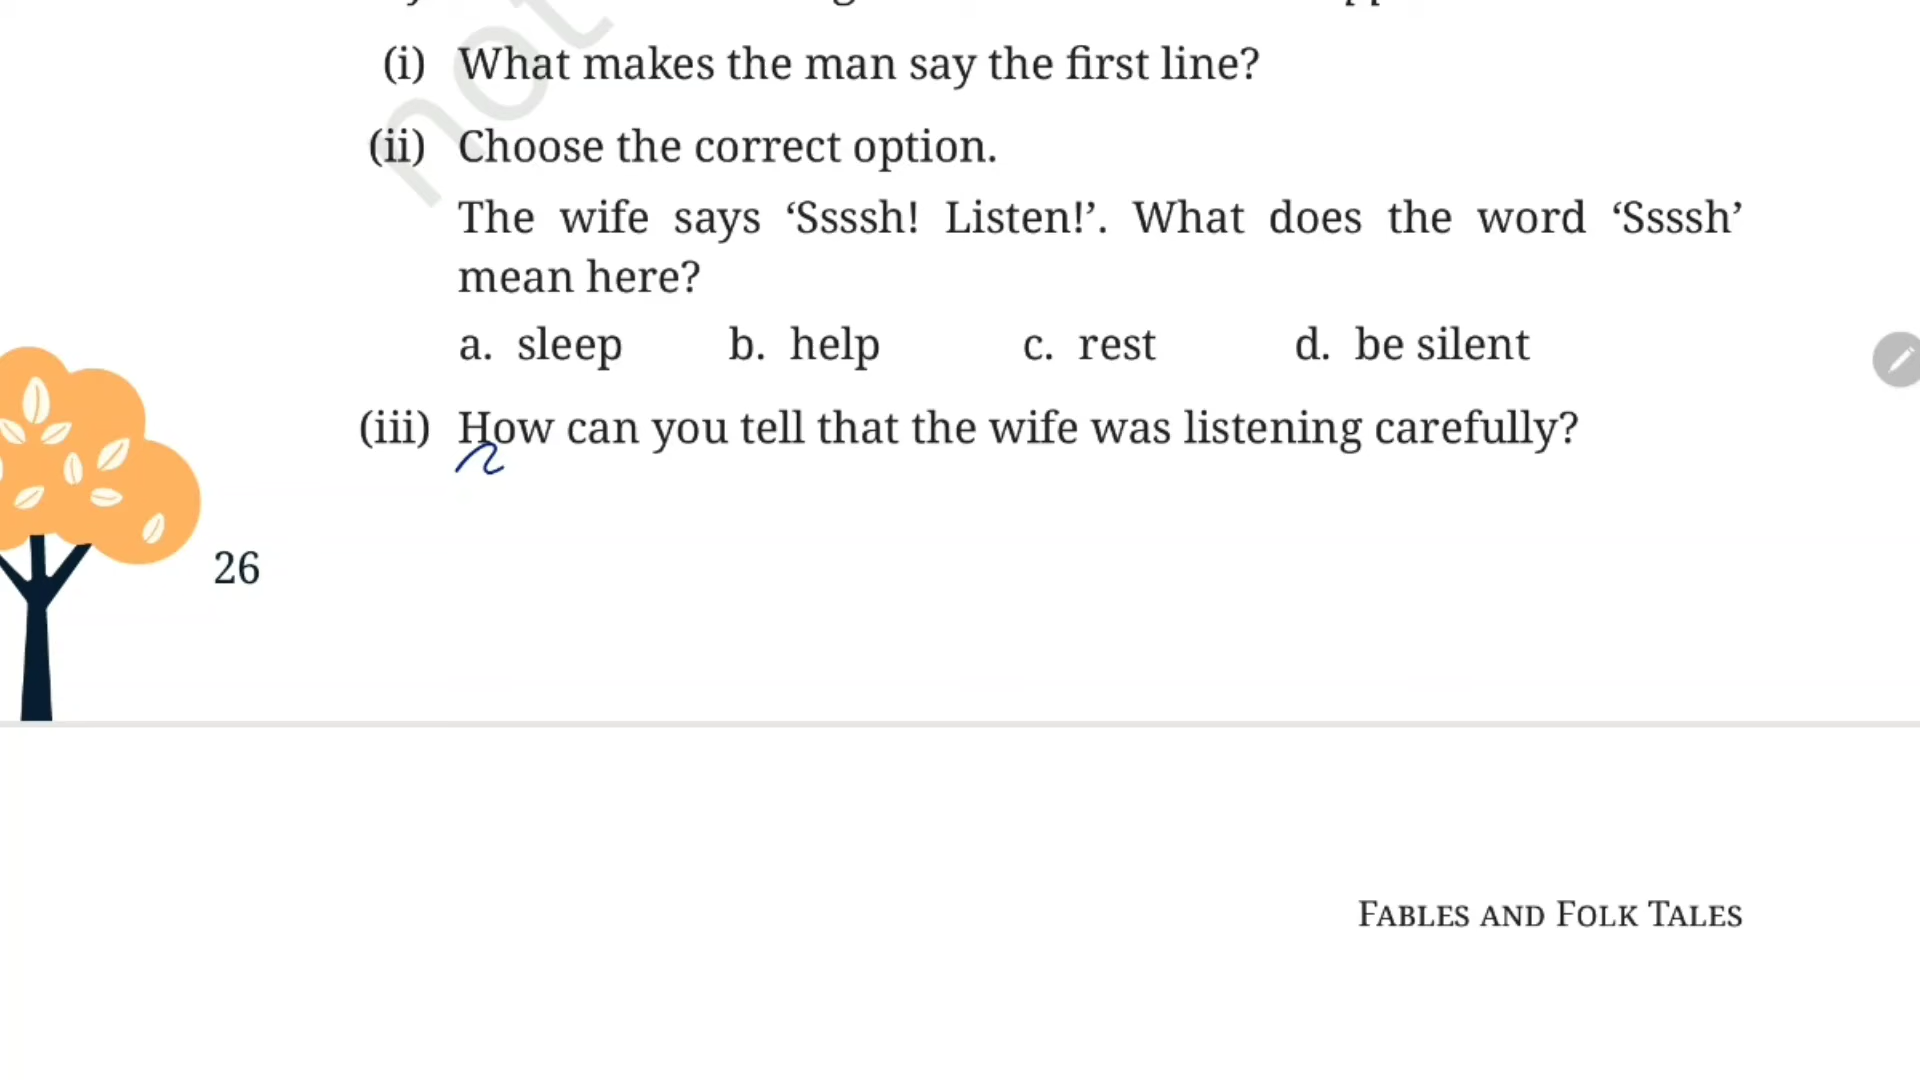 (i) What makes the man say the first line?
(ii) Choose the correct option.
The wife says ‘Ssssh! Listen!’. What does the word ‘Ssssh’
mean here?
a. sleep b. help c. rest d. be silent
(iii) How can you tell that the wife was listening carefully?
26
FABLES AND FOLK TALES
not